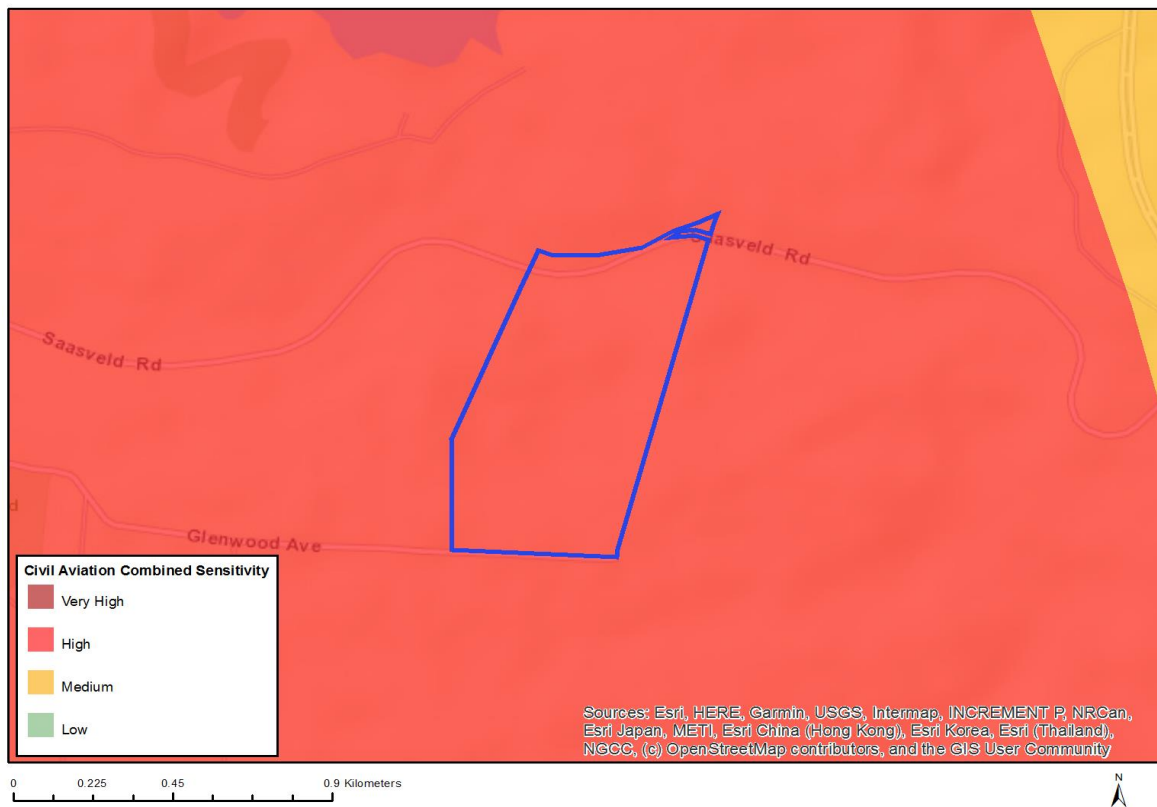 Saasveld Rd
Saasveld Rd
d
Glenwood Ave
Civil Aviation Combined Sensitivity
Very High
High
Medium
Low
Sources: Esri, HERE, Garmin, USGS, Intermap, INCREMENT P, NRCan,
Esri Japan, METI, Esri China (Hong Kong), Esri Korea, Esri (Thailand),
NGCC, (c) OpenStreetMap contributors, and the GIS User Community
0 0.225 0.45 0.9 Kilometers
N